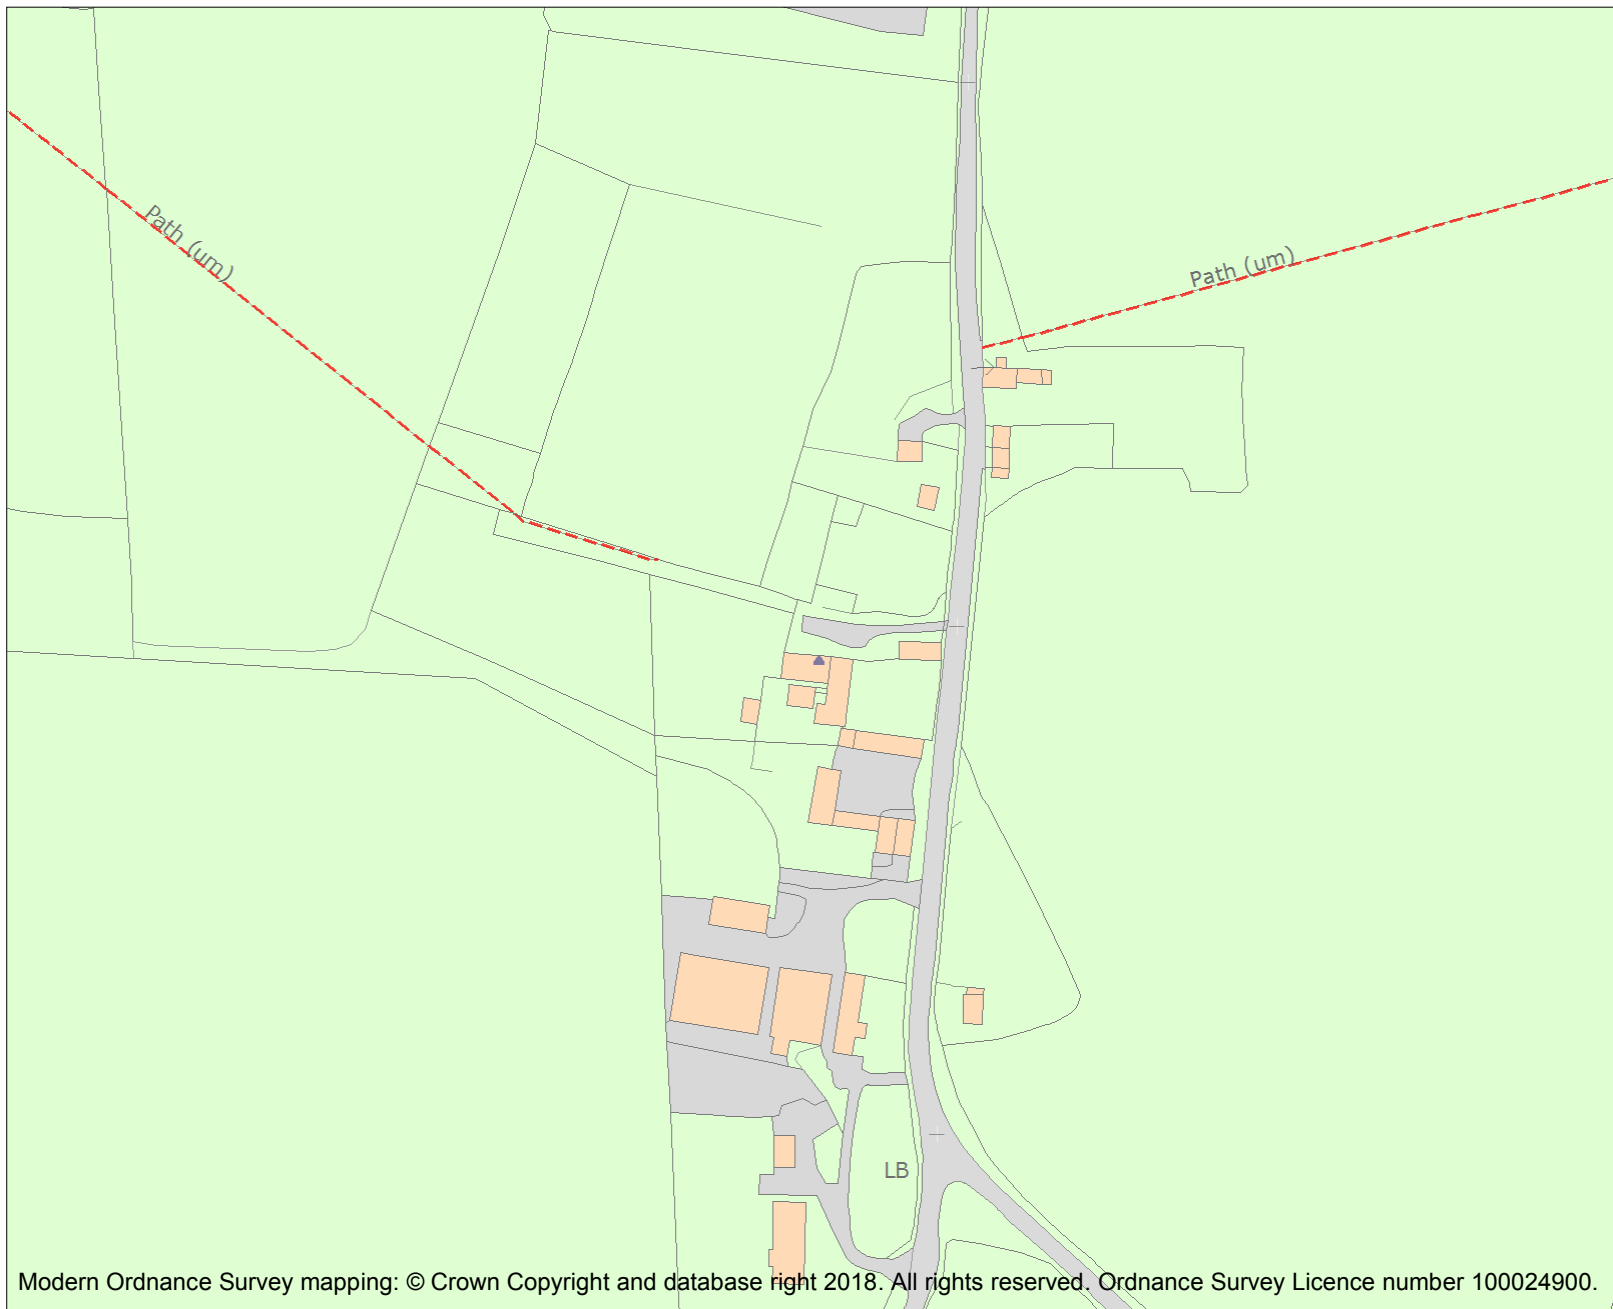 Path (um)
Path (um)
LB
Modern Ordnance Survey mapping: © Crown Copyright and database right 2018. All rights reserved. Ordnance Survey Licence number 100024900.